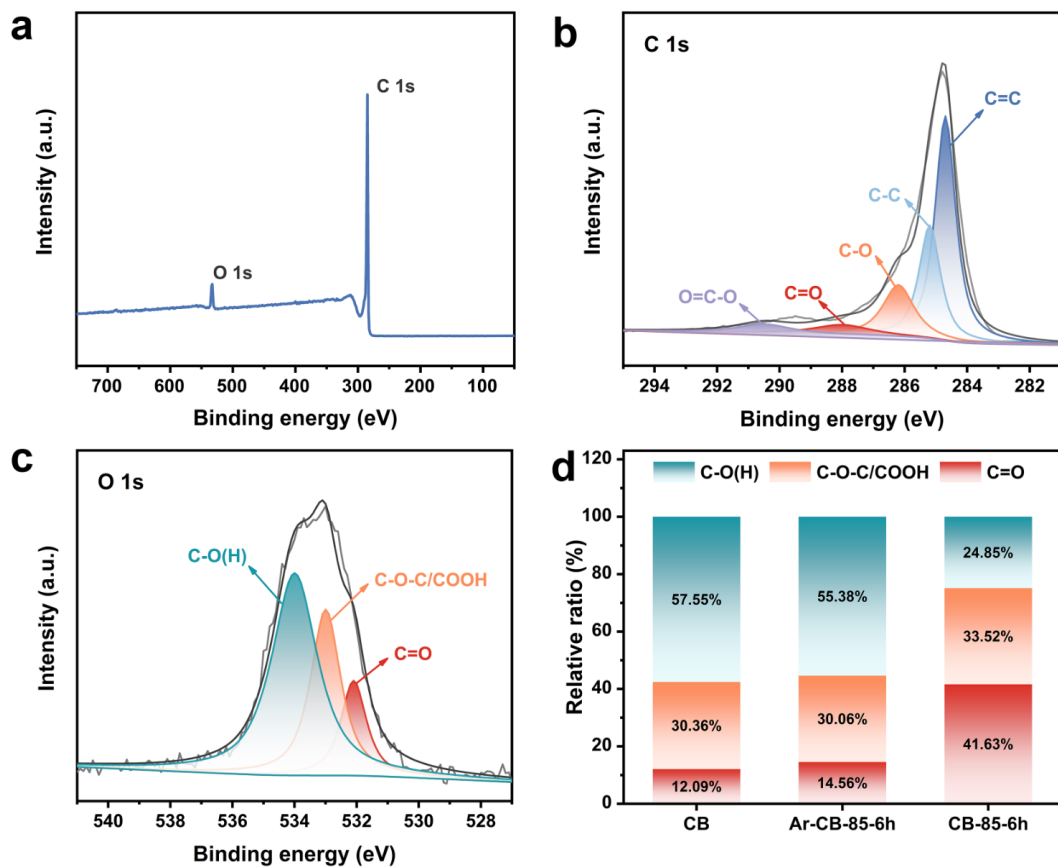 a
C 1s
O 1s
Intensity (a.u.)
700 600 500 400 300 200 100
Binding energy (eV)
b
C 1s
C=C
C-C
C-O
C=O
O=C-O
Intensity (a.u.)
294 292 290 288 286 284 282
Binding energy (eV)
c
O 1s
C-O(H)
C-O-C/COOH
C=O
Intensity (a.u.)
540 538 536 534 532 530 528
Binding energy (eV)
d
C-O(H) C-O-C/COOH C=O
120
100
80
60
40
20
0
Relative ratio (%)
57.55% 55.38% 24.85%
30.36% 30.06% 33.52%
12.09% 14.56% 41.63%
CB Ar-CB-85-6h CB-85-6h